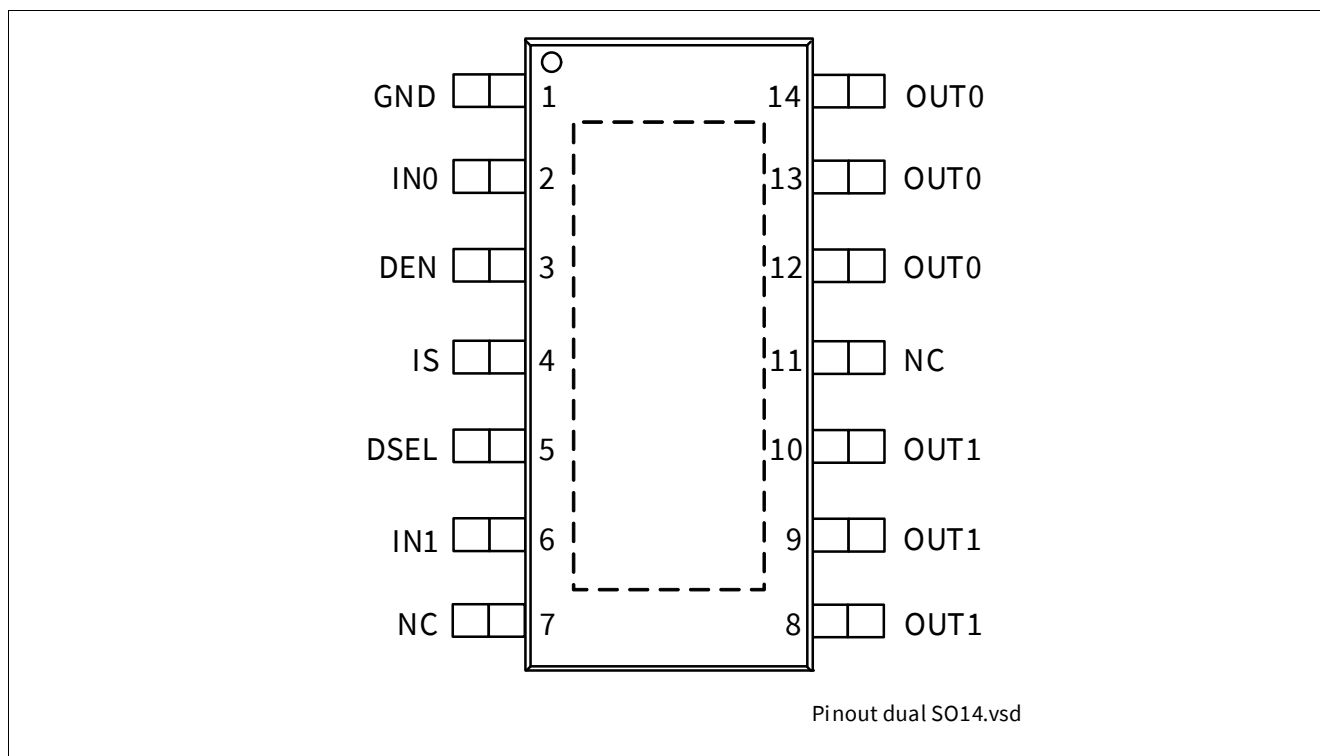 GND 1 14 OUT0
IN0 2 13 OUT0
DEN 3 12 OUT0
IS 4 11 NC
DSEL 5 10 OUT1
IN1 6 9 OUT1
NC 7 8 OUT1
Pinout dual SO14.vsd